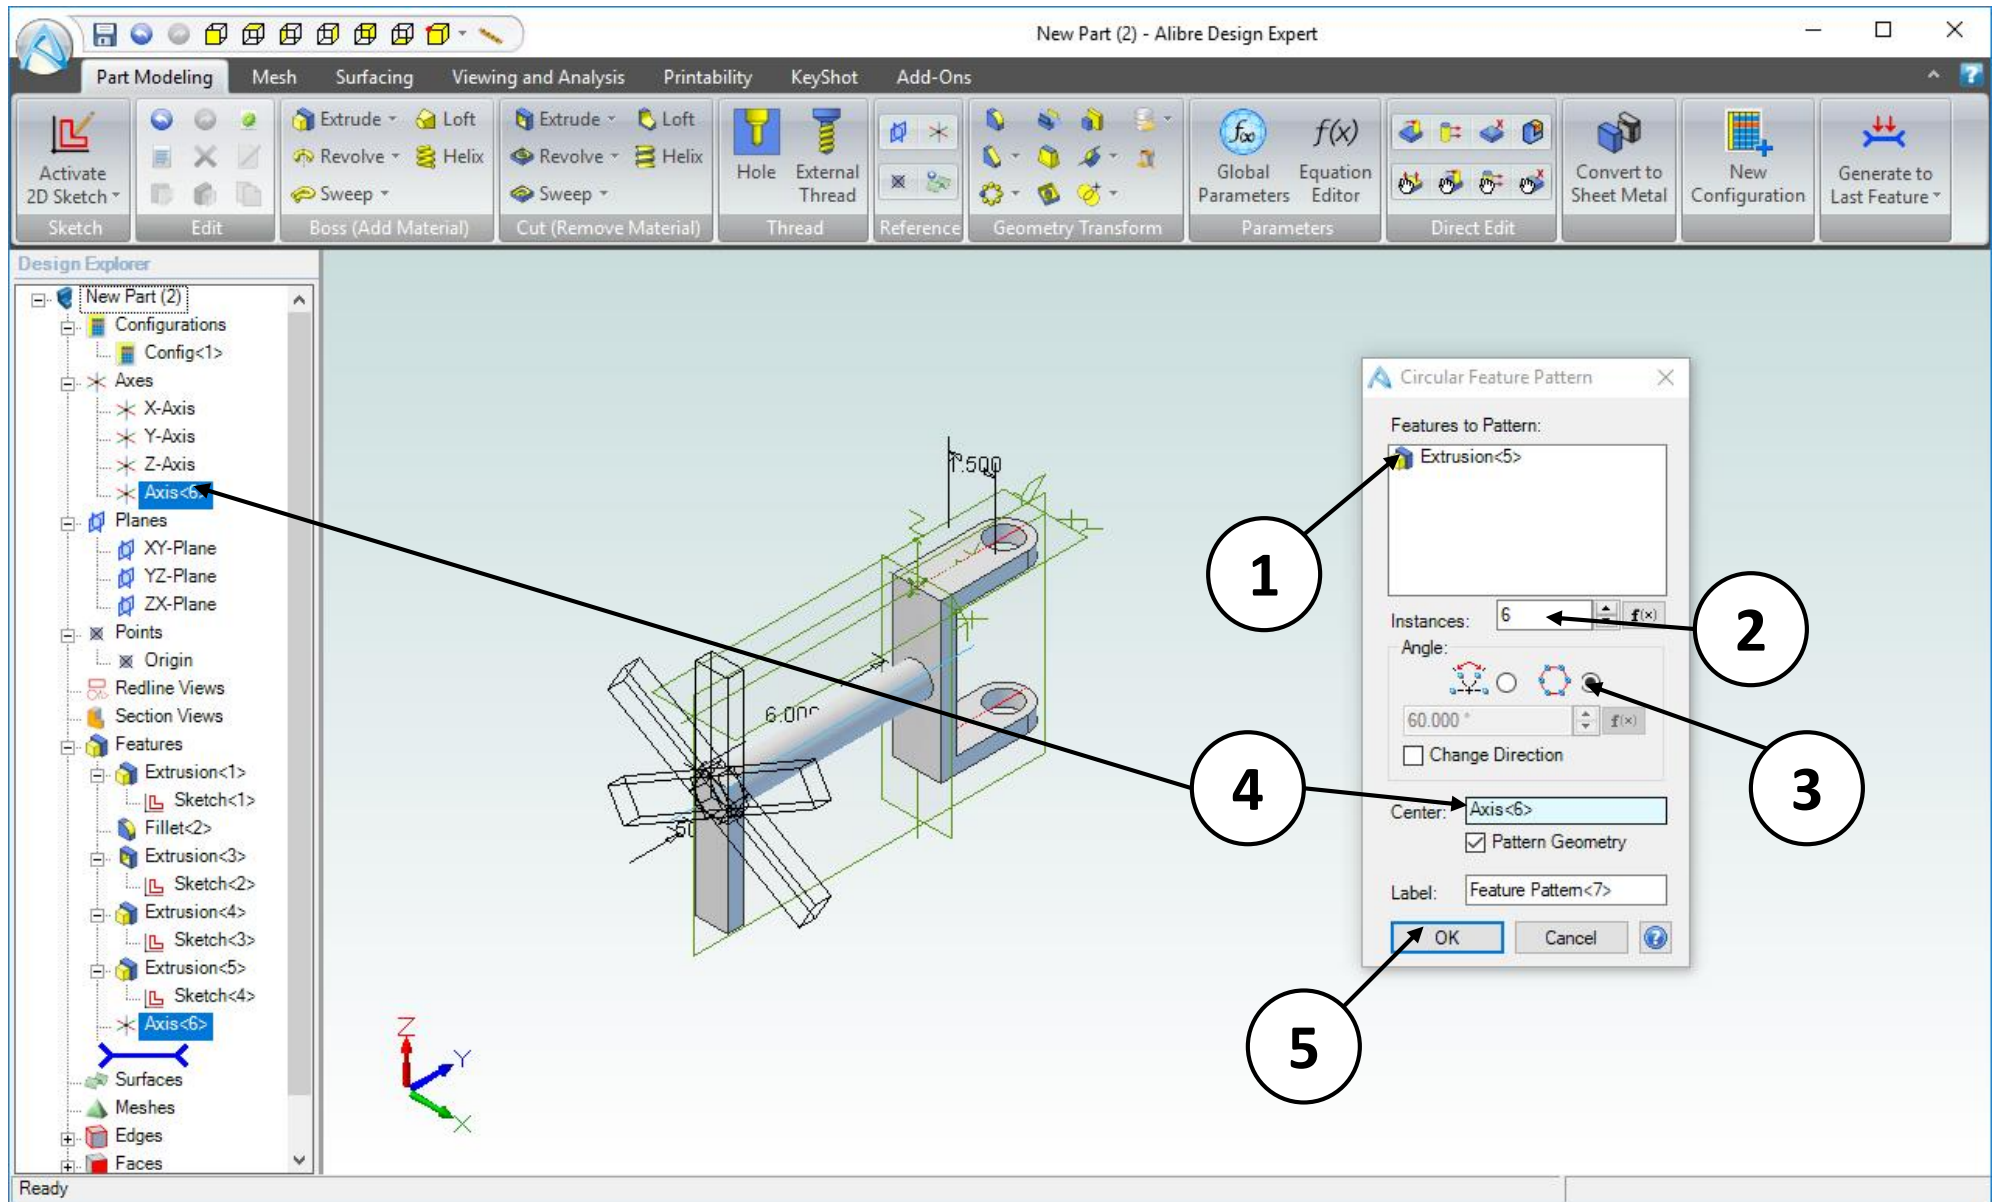 New Part (2) - Alibre Design Expert
Part Modeling Mesh Surfacing Viewing and Analysis Printability KeyShot Add-Ons
Activate
2D Sketch
Sketch
Edit
Extrude Loft
Revolve Helix
Sweep
Boss (Add Material)
Extrude Loft
Revolve Helix
Sweep
Cut (Remove Material)
Hole
External
Thread
Thread
Reference
Geometry Transform
Global
Parameters
f(x)
Equation
Editor
Parameters
Direct Edit
Convert to
Sheet Metal
New
Configuration
Generate to
Last Feature
Design Explorer
New Part (2)
Configurations
Config<1>
Axes
X-Axis
Y-Axis
Z-Axis
Axis<6>
Planes
XY-Plane
YZ-Plane
ZX-Plane
Points
Origin
Redline Views
Section Views
Features
Extrusion<1>
Sketch<1>
Fillet<2>
Extrusion<3>
Sketch<2>
Extrusion<4>
Sketch<3>
Extrusion<5>
Sketch<4>
Axis<6>
Surfaces
Meshes
Edges
Faces
Ready
1.500
6.000
Z
Y
X
Circular Feature Pattern
Features to Pattern:
Extrusion<5>
Instances: 6 f(x)
Angle:
60.000 ° f(x)
Change Direction
Center: Axis<6>
Pattern Geometry
Label: Feature Pattern<7>
OK Cancel
1
2
3
4
5